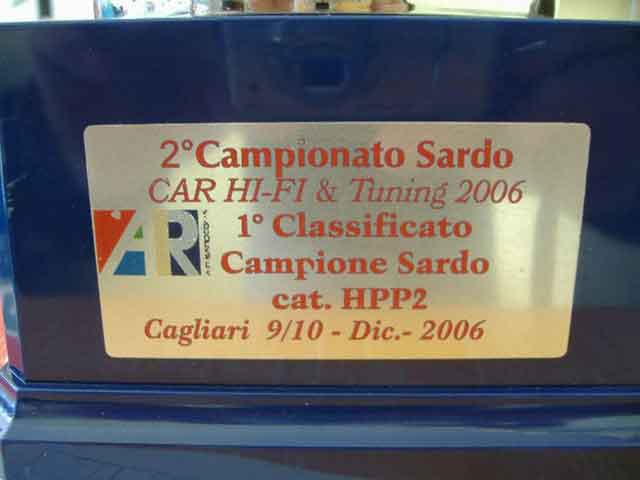 2° Campionato Sardo
CAR HI-FI & Tuning 2006
1° Classificato
AR
Campione Sardo
cat. HPP2
Cagliari 9/10 - Dic.- 2006